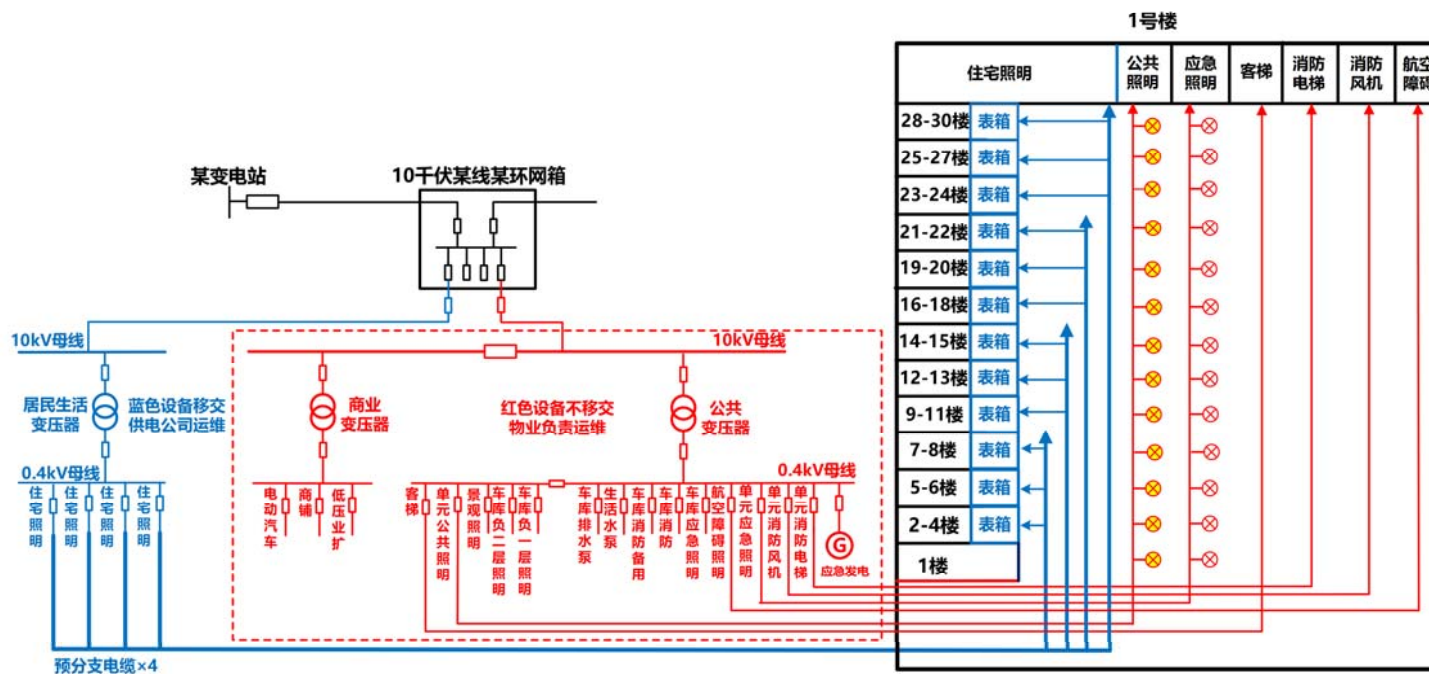 1号楼
住宅照明
公共
照明
应急
照明
客梯
消防
电梯
消防
风机
航空
障碍
28-30楼 表箱
25-27楼 表箱
23-24楼 表箱
21-22楼 表箱
19-20楼 表箱
16-18楼 表箱
14-15楼 表箱
12-13楼 表箱
9-11楼 表箱
7-8楼 表箱
5-6楼 表箱
2-4楼 表箱
1楼
某变电站
10千伏某线某环网箱
10kV母线
10kV母线
居民生活
变压器
蓝色设备移交
供电公司运维
商业
变压器
红色设备不移交
物业负责运维
公共
变压器
0.4kV母线
0.4kV母线
住宅照明
住宅照明
住宅照明
住宅照明
电动汽车
商铺
低压业扩
客梯
单元公共照明
景观照明
车库负二层照明
车库负一层照明
车库排水泵
生活水泵
车库消防备用
车库消防
车库应急照明
航空障碍照明
单元应急照明
单元消防风机
单元消防电梯
G
应急发电
预分支电缆×4